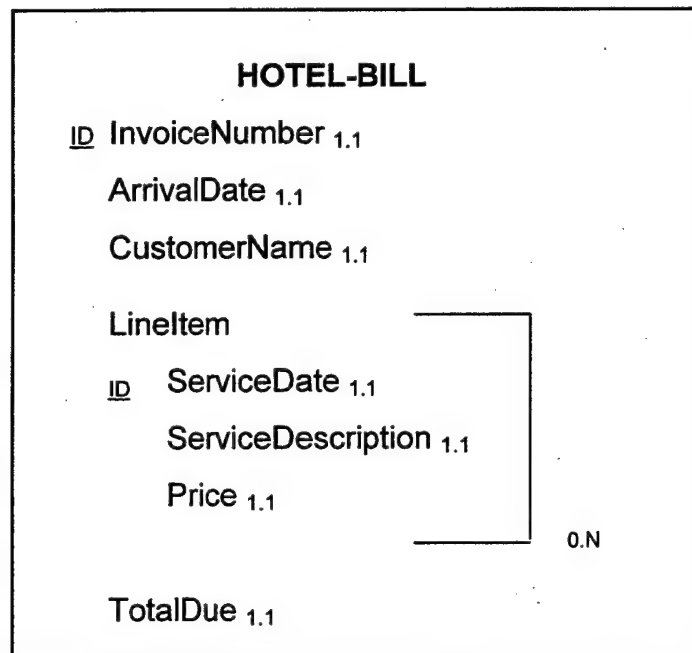 HOTEL-BILL
ID InvoiceNumber 1.1
ArrivalDate 1.1
CustomerName 1.1
LineItem
ID ServiceDate 1.1
ServiceDescription 1.1
Price 1.1
0.N
TotalDue 1.1